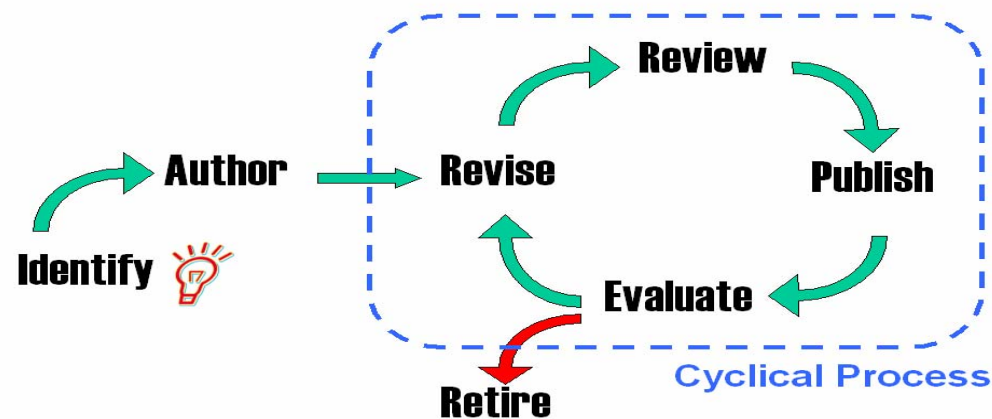 Review
Author
Revise
Publish
Identify
Evaluate
Cyclical Process
Retire